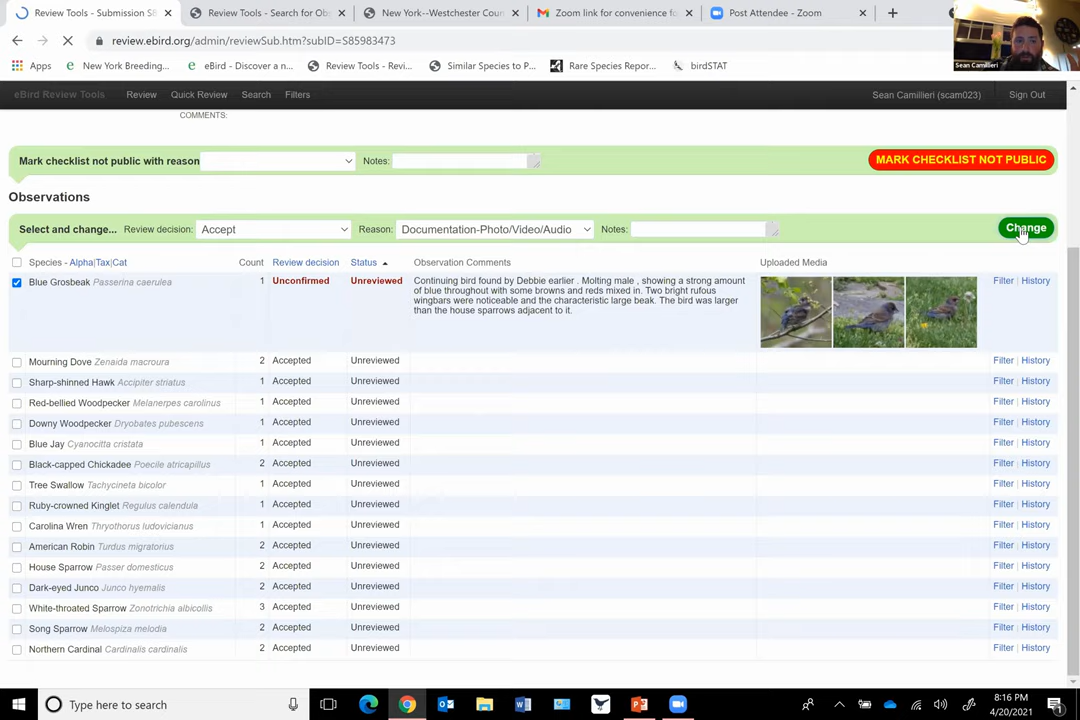 Review Tools - Submission S8
Review Tools - Search for Ob
New York--Westchester Coun
Zoom link for convenience fo
Post Attendee - Zoom
review.ebird.org/admin/reviewSub.htm?subID=S85983473
Apps
New York Breeding...
eBird - Discover a n...
Review Tools - Revi...
Similar Species to P...
Rare Species Repor...
birdSTAT
Sean Camillieri
eBird Review Tools Review Quick Review Search Filters Sean Camillieri (scam023) Sign Out
COMMENTS:
Mark checklist not public with reason Notes: MARK CHECKLIST NOT PUBLIC
Observations
Select and change... Review decision: Accept Reason: Documentation-Photo/Video/Audio Notes: Change
Species - Alpha|Tax|Cat Count Review decision Status Observation Comments Uploaded Media
Blue Grosbeak Passerina caerulea 1 Unconfirmed Unreviewed Continuing bird found by Debbie earlier . Molting male , showing a strong amount Filter | History
of blue throughout with some browns and reds mixed in. Two bright rufous
wingbars were noticeable and the characteristic large beak. The bird was larger
than the house sparrows adjacent to it.
Mourning Dove Zenaida macroura 2 Accepted Unreviewed Filter | History
Sharp-shinned Hawk Accipiter striatus 1 Accepted Unreviewed Filter | History
Red-bellied Woodpecker Melanerpes carolinus 1 Accepted Unreviewed Filter | History
Downy Woodpecker Dryobates pubescens 1 Accepted Unreviewed Filter | History
Blue Jay Cyanocitta cristata 1 Accepted Unreviewed Filter | History
Black-capped Chickadee Poecile atricapillus 2 Accepted Unreviewed Filter | History
Tree Swallow Tachycineta bicolor 1 Accepted Unreviewed Filter | History
Ruby-crowned Kinglet Regulus calendula 1 Accepted Unreviewed Filter | History
Carolina Wren Thryothorus ludovicianus 1 Accepted Unreviewed Filter | History
American Robin Turdus migratorius 2 Accepted Unreviewed Filter | History
House Sparrow Passer domesticus 2 Accepted Unreviewed Filter | History
Dark-eyed Junco Junco hyemalis 2 Accepted Unreviewed Filter | History
White-throated Sparrow Zonotrichia albicollis 3 Accepted Unreviewed Filter | History
Song Sparrow Melospiza melodia 2 Accepted Unreviewed Filter | History
Northern Cardinal Cardinalis cardinalis 2 Accepted Unreviewed Filter | History
Type here to search
8:16 PM
4/20/2021